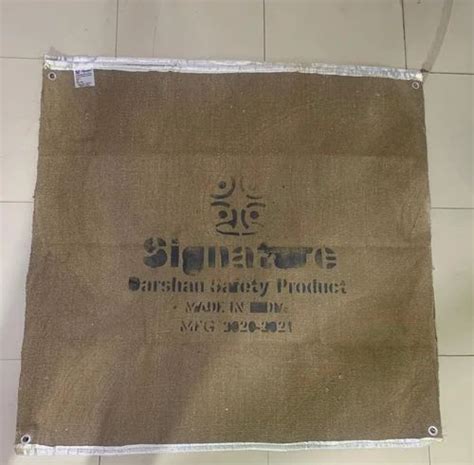 Signature
Darshan Safety Product
MADE IN INDIA
MFG 2020-2021